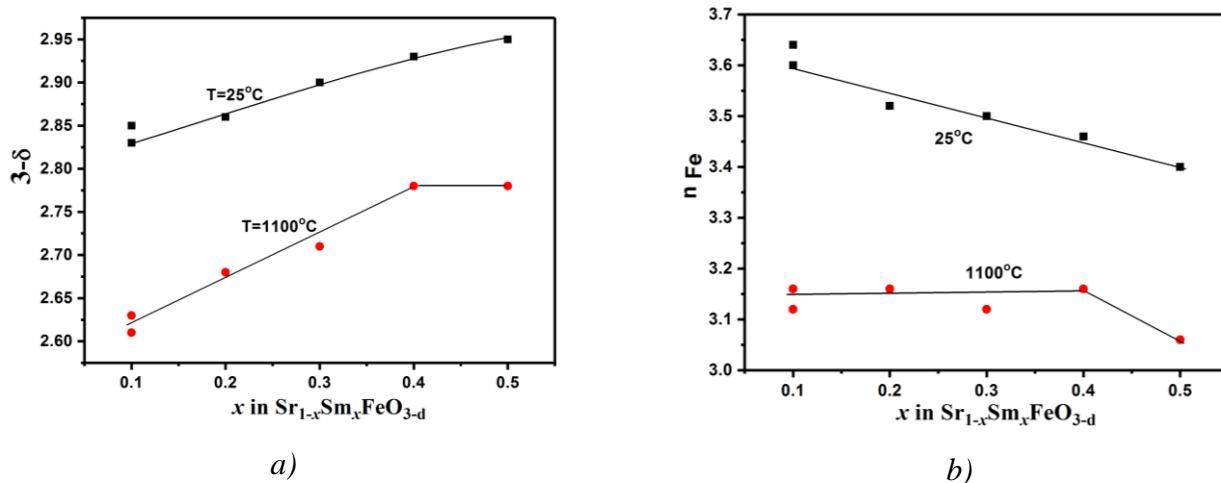 2.95
2.90
2.85
2.80
2.75
2.70
2.65
2.60
3-δ
T=25°C
T=1100°C
0.1 0.2 0.3 0.4 0.5
x in Sr1-xSmxFeO3-d
a)
3.7
3.6
3.5
3.4
3.3
3.2
3.1
3.0
n Fe
25°C
1100°C
0.1 0.2 0.3 0.4 0.5
x in Sr1-xSmxFeO3-d
b)